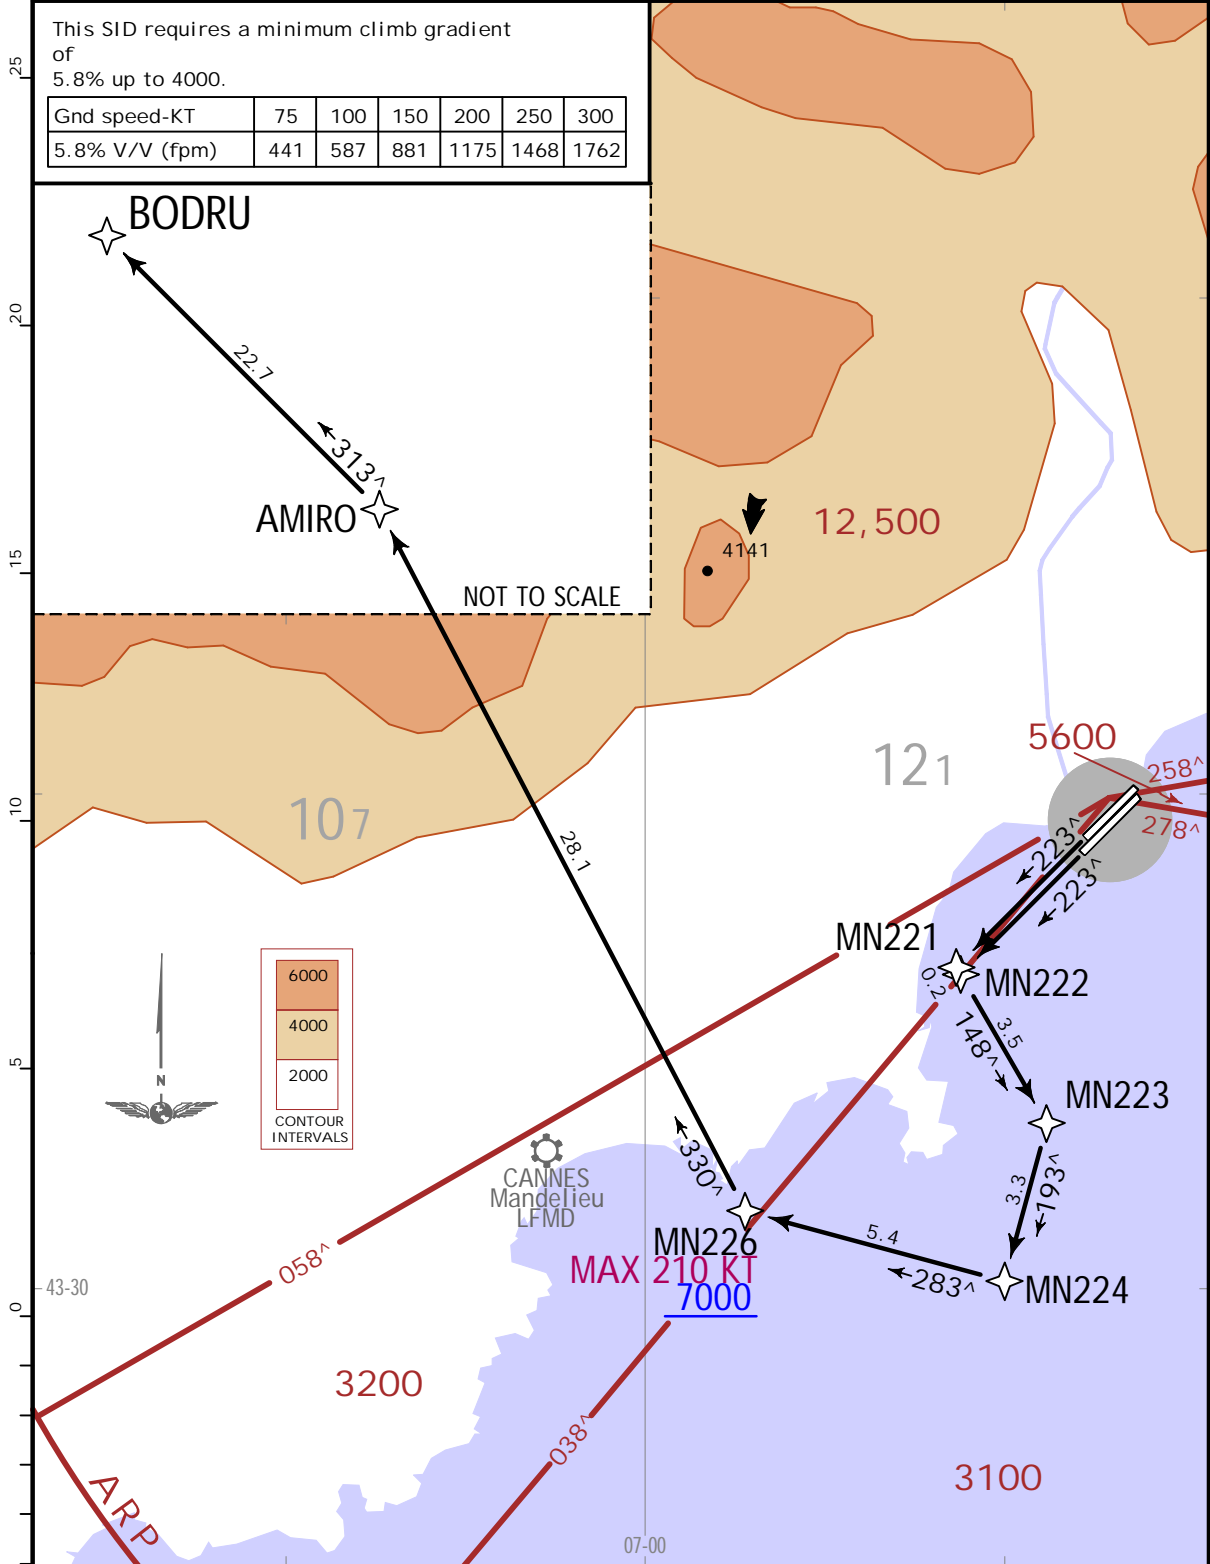 This SID requires a minimum climb gradient
of
5.8% up to 4000.
Gnd speed-KT 75 100 150 200 250 300
5.8% V/V (fpm) 441 587 881 1175 1468 1762
25
20
15
10
5
0
BODRU
22.7
313^
AMIRO
NOT TO SCALE
4141
12,500
5600
258^
278^
121
107
28.1
223^
223^
MN221
MN222
0.2
148^
3.5
MN223
3.3
193^
6000
4000
2000
CONTOUR
INTERVALS
N
CANNES
Mandelieu
LFMD
330^
MN226
MAX 210 KT
7000
5.4
283^
MN224
058^
43-30
3200
038^
3100
ARP
07-00